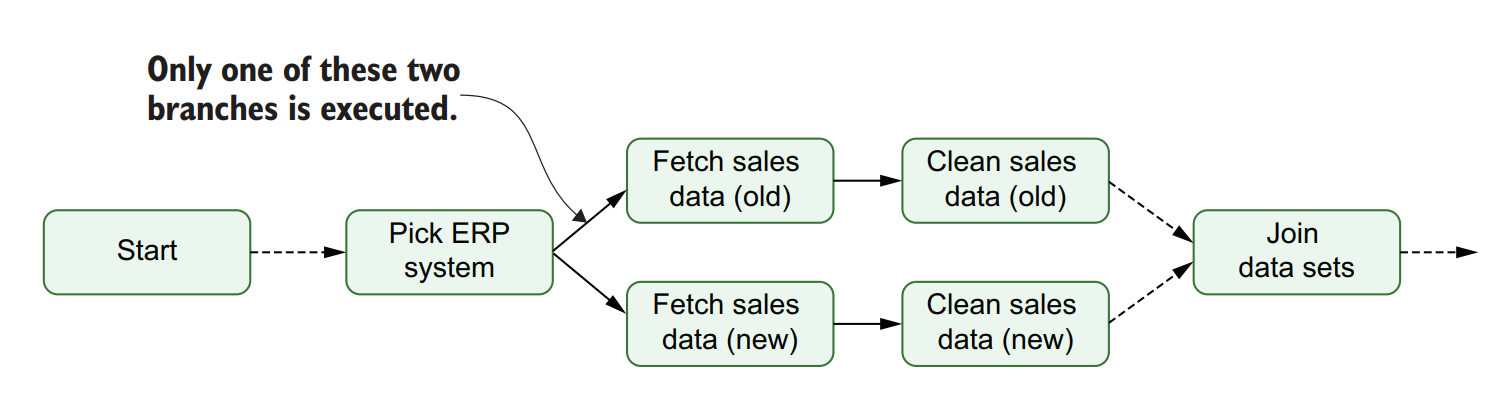 Only one of these two
branches is executed.
Start
Pick ERP
system
Fetch sales
data (old)
Clean sales
data (old)
Fetch sales
data (new)
Clean sales
data (new)
Join
data sets